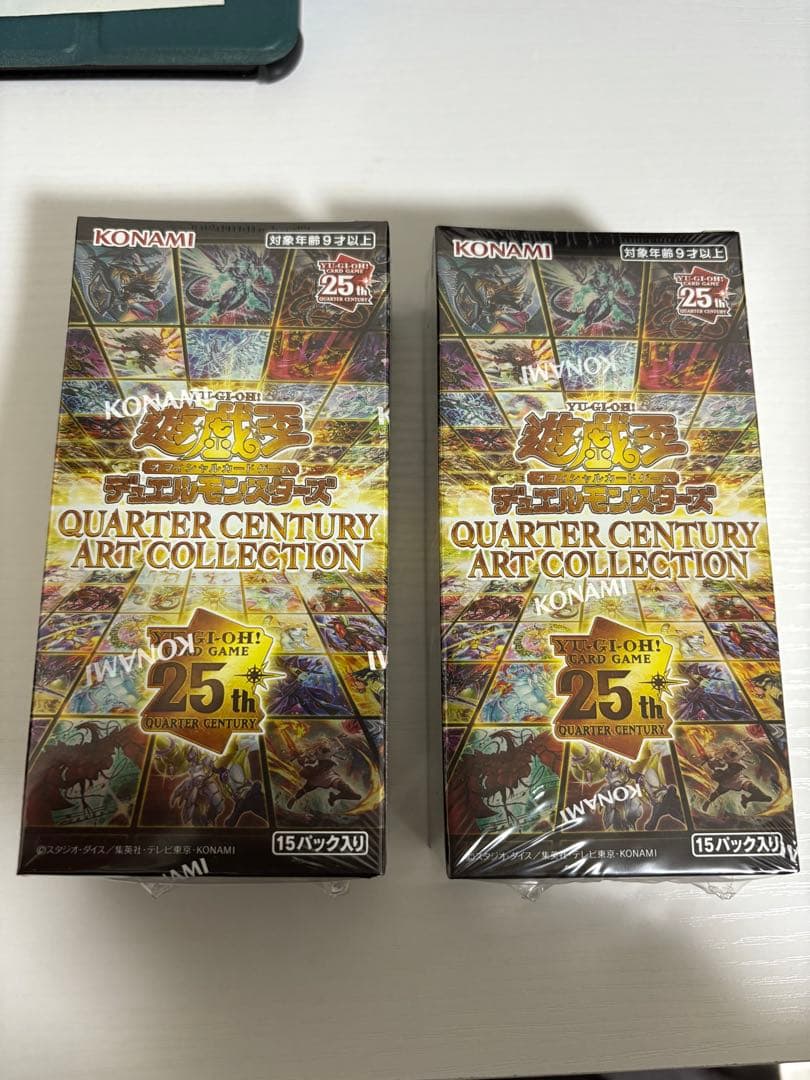 KONAMI
対象年齢9才以上
YU-GI-OH!
CARD GAME
25th
QUARTER CENTURY
KONAMI
YU-GI-OH!
遊戯王
オフィシャルカードゲーム
デュエルモンスターズ
QUARTER CENTURY
ART COLLECTION
KONAMI
YU-GI-OH!
CARD GAME
25th
QUARTER CENTURY
15パック入り
©スタジオ・ダイス/集英社・テレビ東京・KONAMI
KONAMI
KONAMI
対象年齢9才以上
YU-GI-OH!
CARD GAME
25th
QUARTER CENTURY
KONAMI
YU-GI-OH!
遊戯王
オフィシャルカードゲーム
デュエルモンスターズ
QUARTER CENTURY
ART COLLECTION
KONAMI
YU-GI-OH!
CARD GAME
25th
QUARTER CENTURY
KONAMI
15パック入り
©スタジオ・ダイス/集英社・テレビ東京・KONAMI